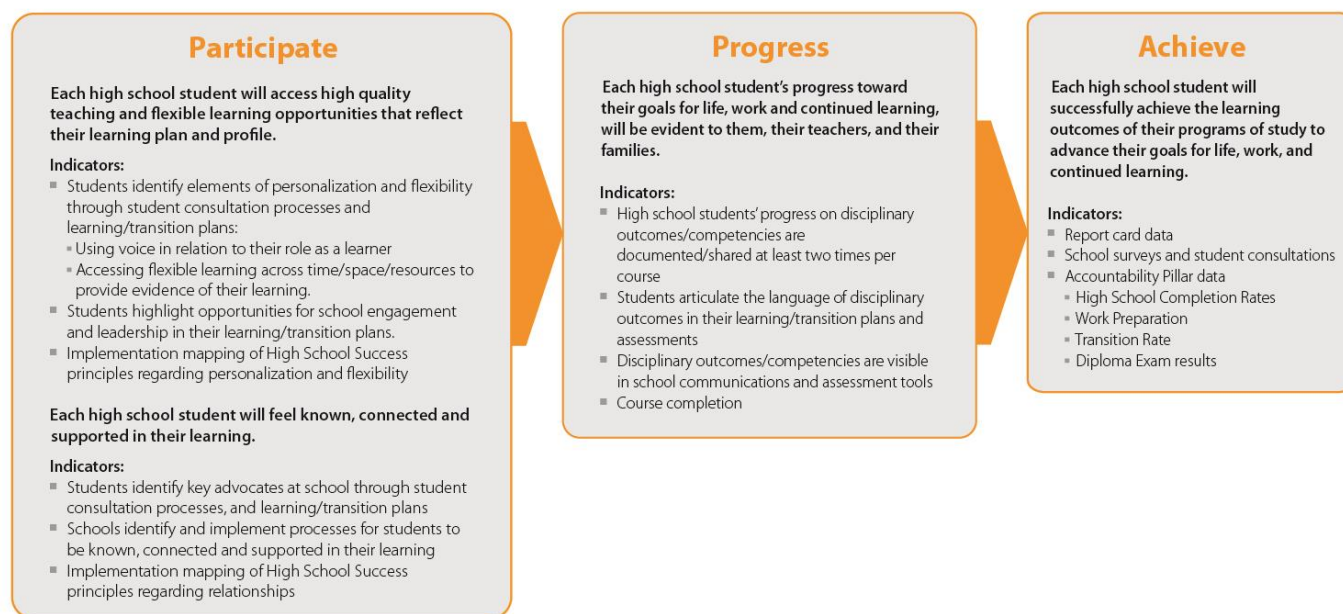 Participate
Each high school student will access high quality
teaching and flexible learning opportunities that reflect
their learning plan and profile.
Indicators:
Students identify elements of personalization and flexibility
through student consultation processes and
learning/transition plans:
Using voice in relation to their role as a learner
Accessing flexible learning across time/space/resources to
provide evidence of their learning.
Students highlight opportunities for school engagement
and leadership in their learning/transition plans.
Implementation mapping of High School Success
principles regarding personalization and flexibility
Each high school student will feel known, connected and
supported in their learning.
Indicators:
Students identify key advocates at school through student
consultation processes, and learning/transition plans
Schools identify and implement processes for students to
be known, connected and supported in their learning
Implementation mapping of High School Success
principles regarding relationships
Progress
Each high school student's progress toward
their goals for life, work and continued learning,
will be evident to them, their teachers, and their
families.
Indicators:
High school students' progress on disciplinary
outcomes/competencies are
documented/shared at least two times per
course
Students articulate the language of disciplinary
outcomes in their learning/transition plans and
assessments
Disciplinary outcomes/competencies are visible
in school communications and assessment tools
Course completion
Achieve
Each high school student will
successfully achieve the learning
outcomes of their programs of study to
advance their goals for life, work, and
continued learning.
Indicators:
Report card data
School surveys and student consultations
Accountability Pillar data
High School Completion Rates
Work Preparation
Transition Rate
Diploma Exam results